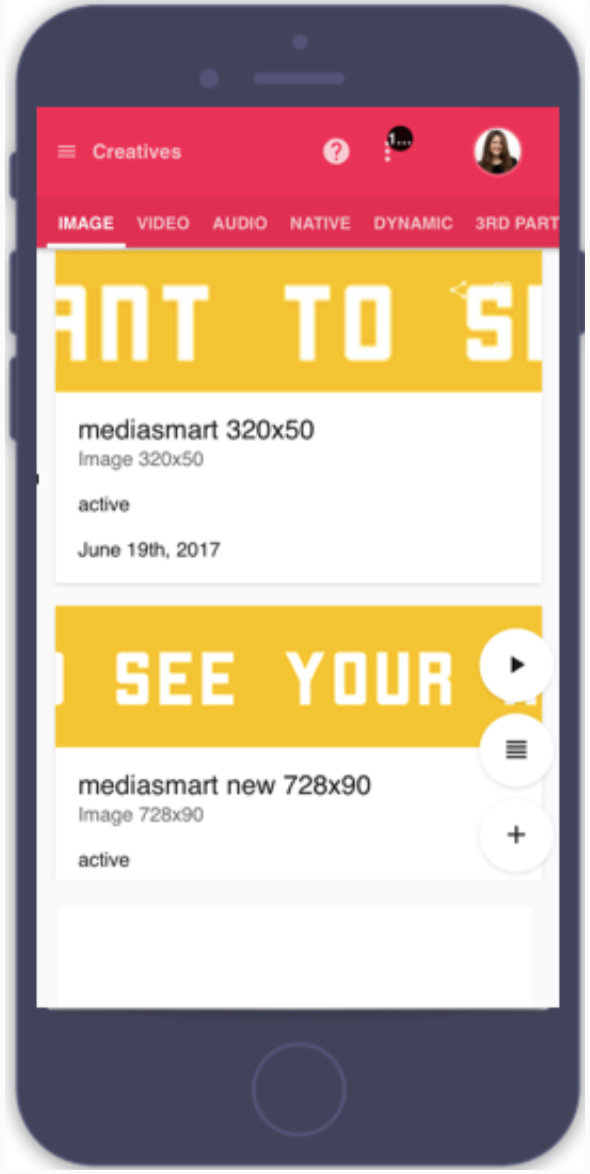 Creatives
?
1...
IMAGE VIDEO AUDIO NATIVE DYNAMIC 3RD PART
ANT TO S
mediasmart 320x50
Image 320x50
active
June 19th, 2017
SEE YOUR
mediasmart new 728x90
Image 728x90
active